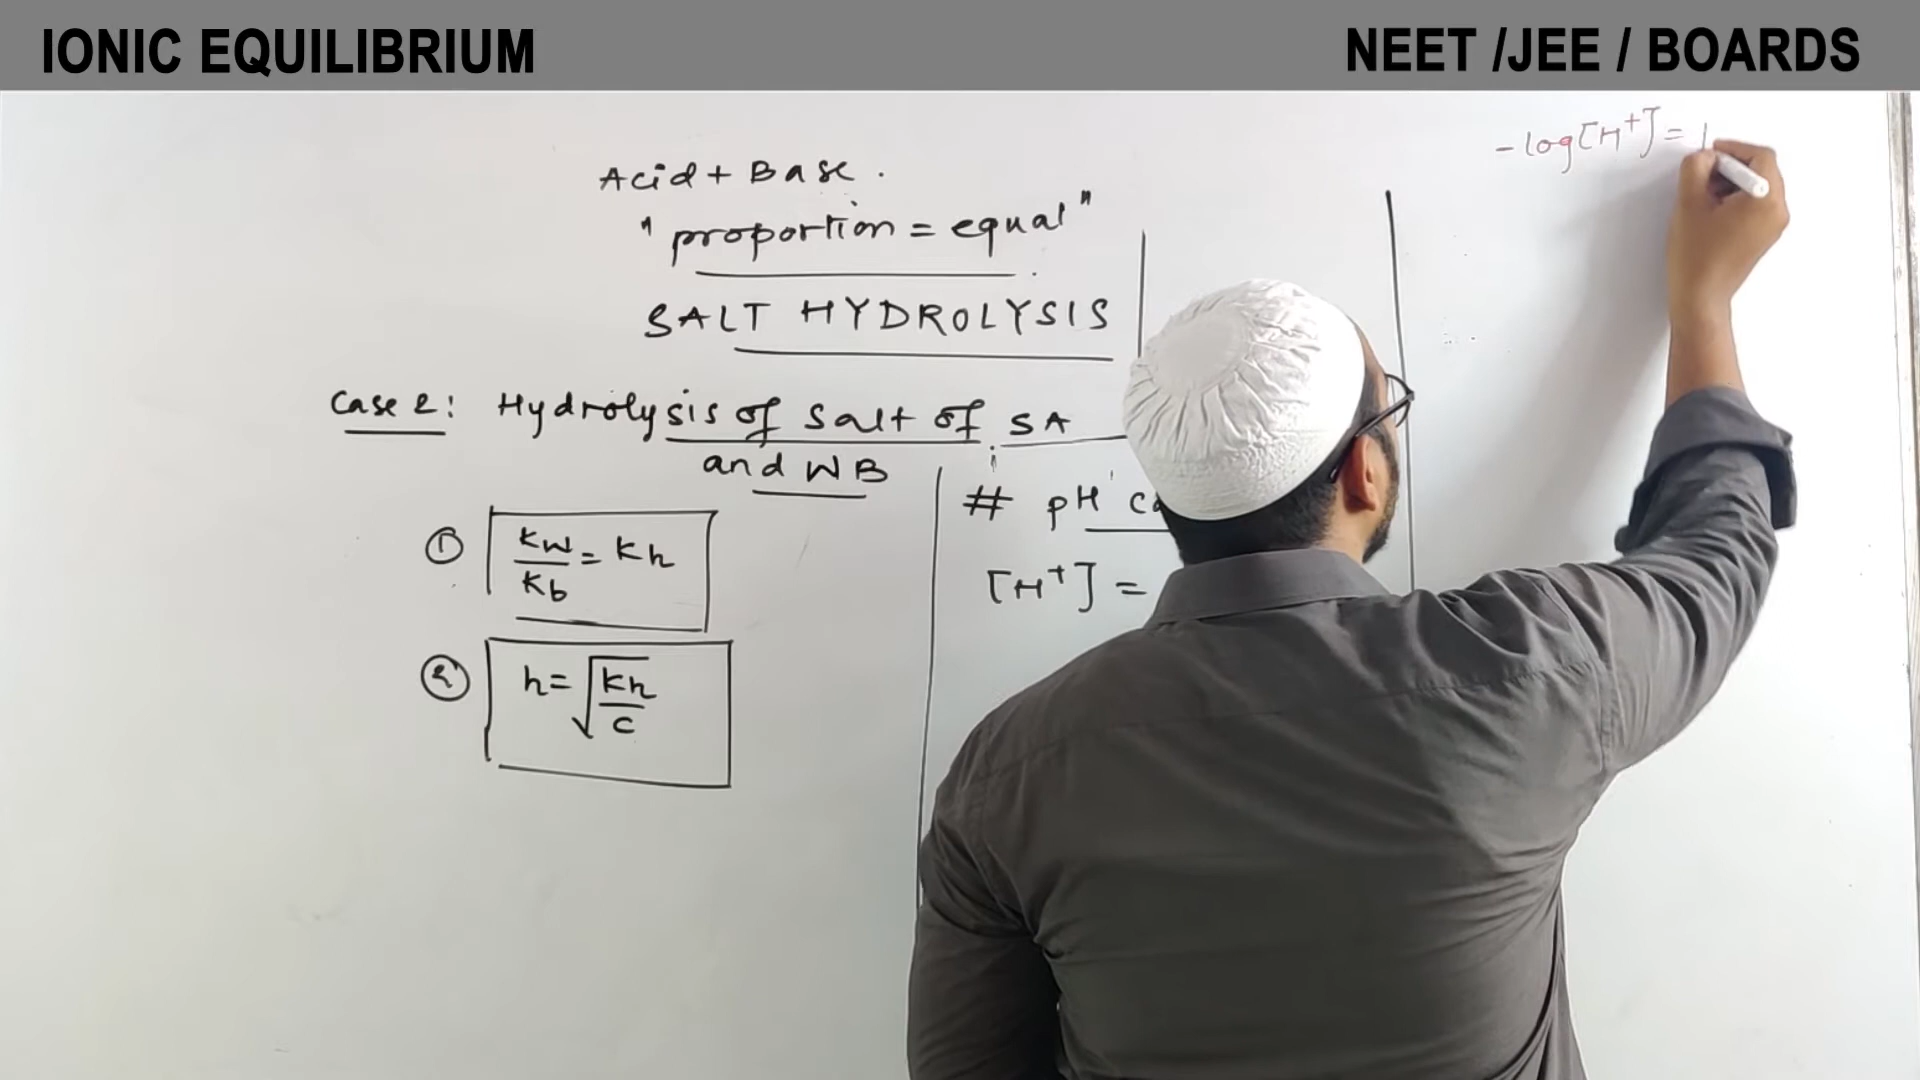 IONIC EQUILIBRIUM
NEET /JEE / BOARDS
-log[H+]=
Acid + Base.
"proportion = equal"
SALT HYDROLYSIS
Case 2: Hydrolysis of Salt of SA
and WB
# pH
[H+] =
① Kw/Kb = Kh
② h = √Kh/C